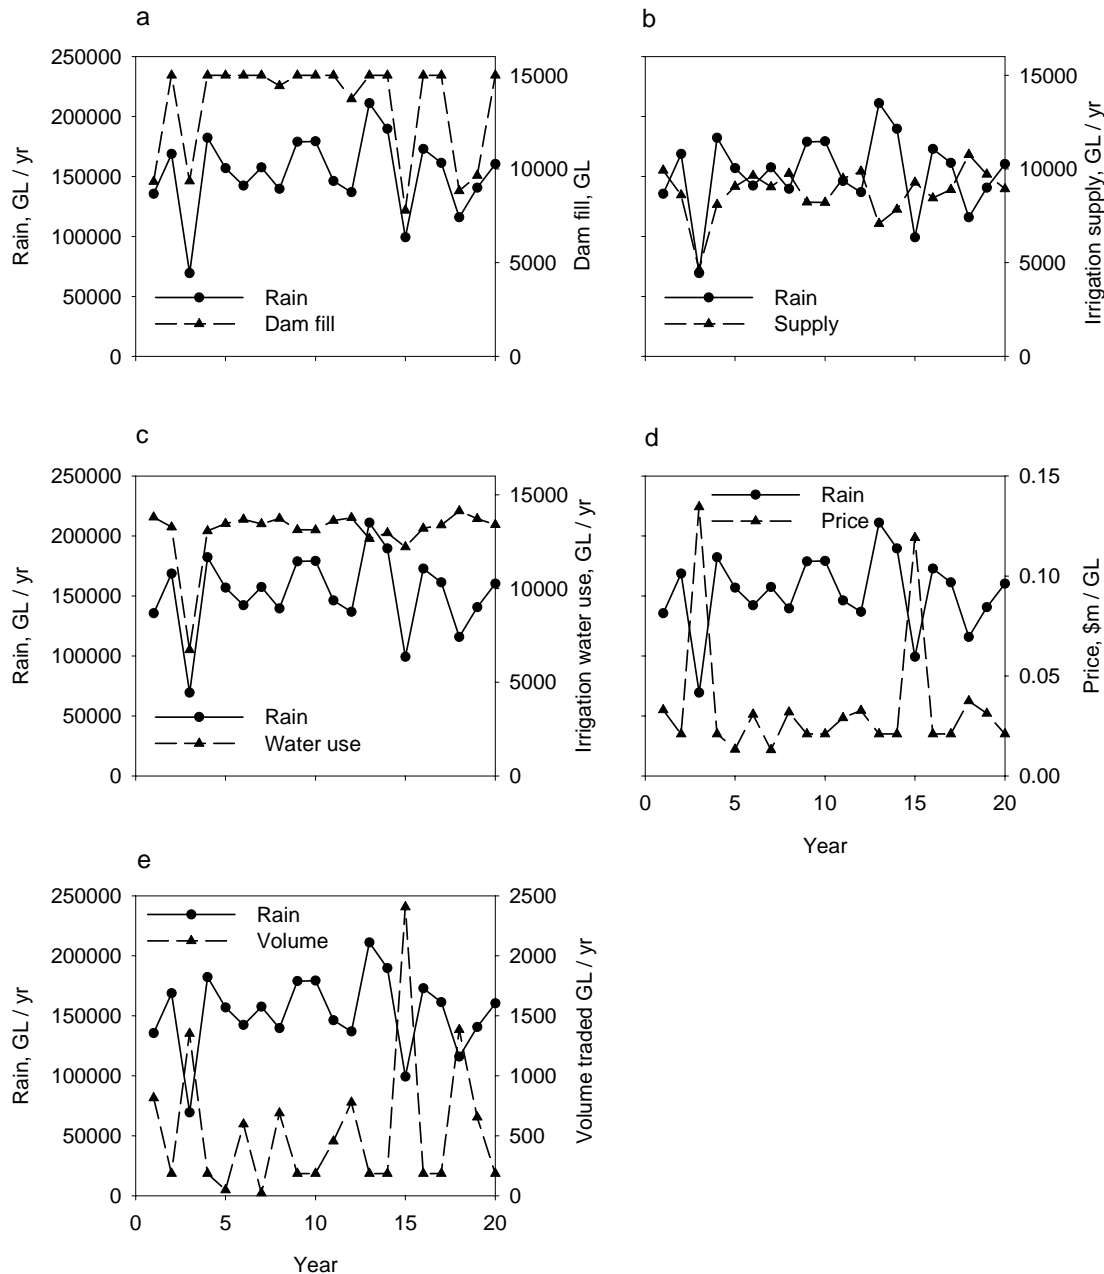 a
250000
200000
150000
100000
50000
0
Rain, GL / yr
15000
10000
5000
0
Dam fill, GL
Rain
Dam fill
b
15000
10000
5000
0
Irrigation supply, GL / yr
Rain
Supply
c
250000
200000
150000
100000
50000
0
Rain, GL / yr
15000
10000
5000
0
Irrigation water use, GL / yr
Rain
Water use
d
0.15
0.10
0.05
0.00
Price, $m / GL
Rain
Price
0 5 10 15 20
Year
e
250000
200000
150000
100000
50000
0
Rain, GL / yr
2500
2000
1500
1000
500
0
Volume traded GL / yr
Rain
Volume
0 5 10 15 20
Year